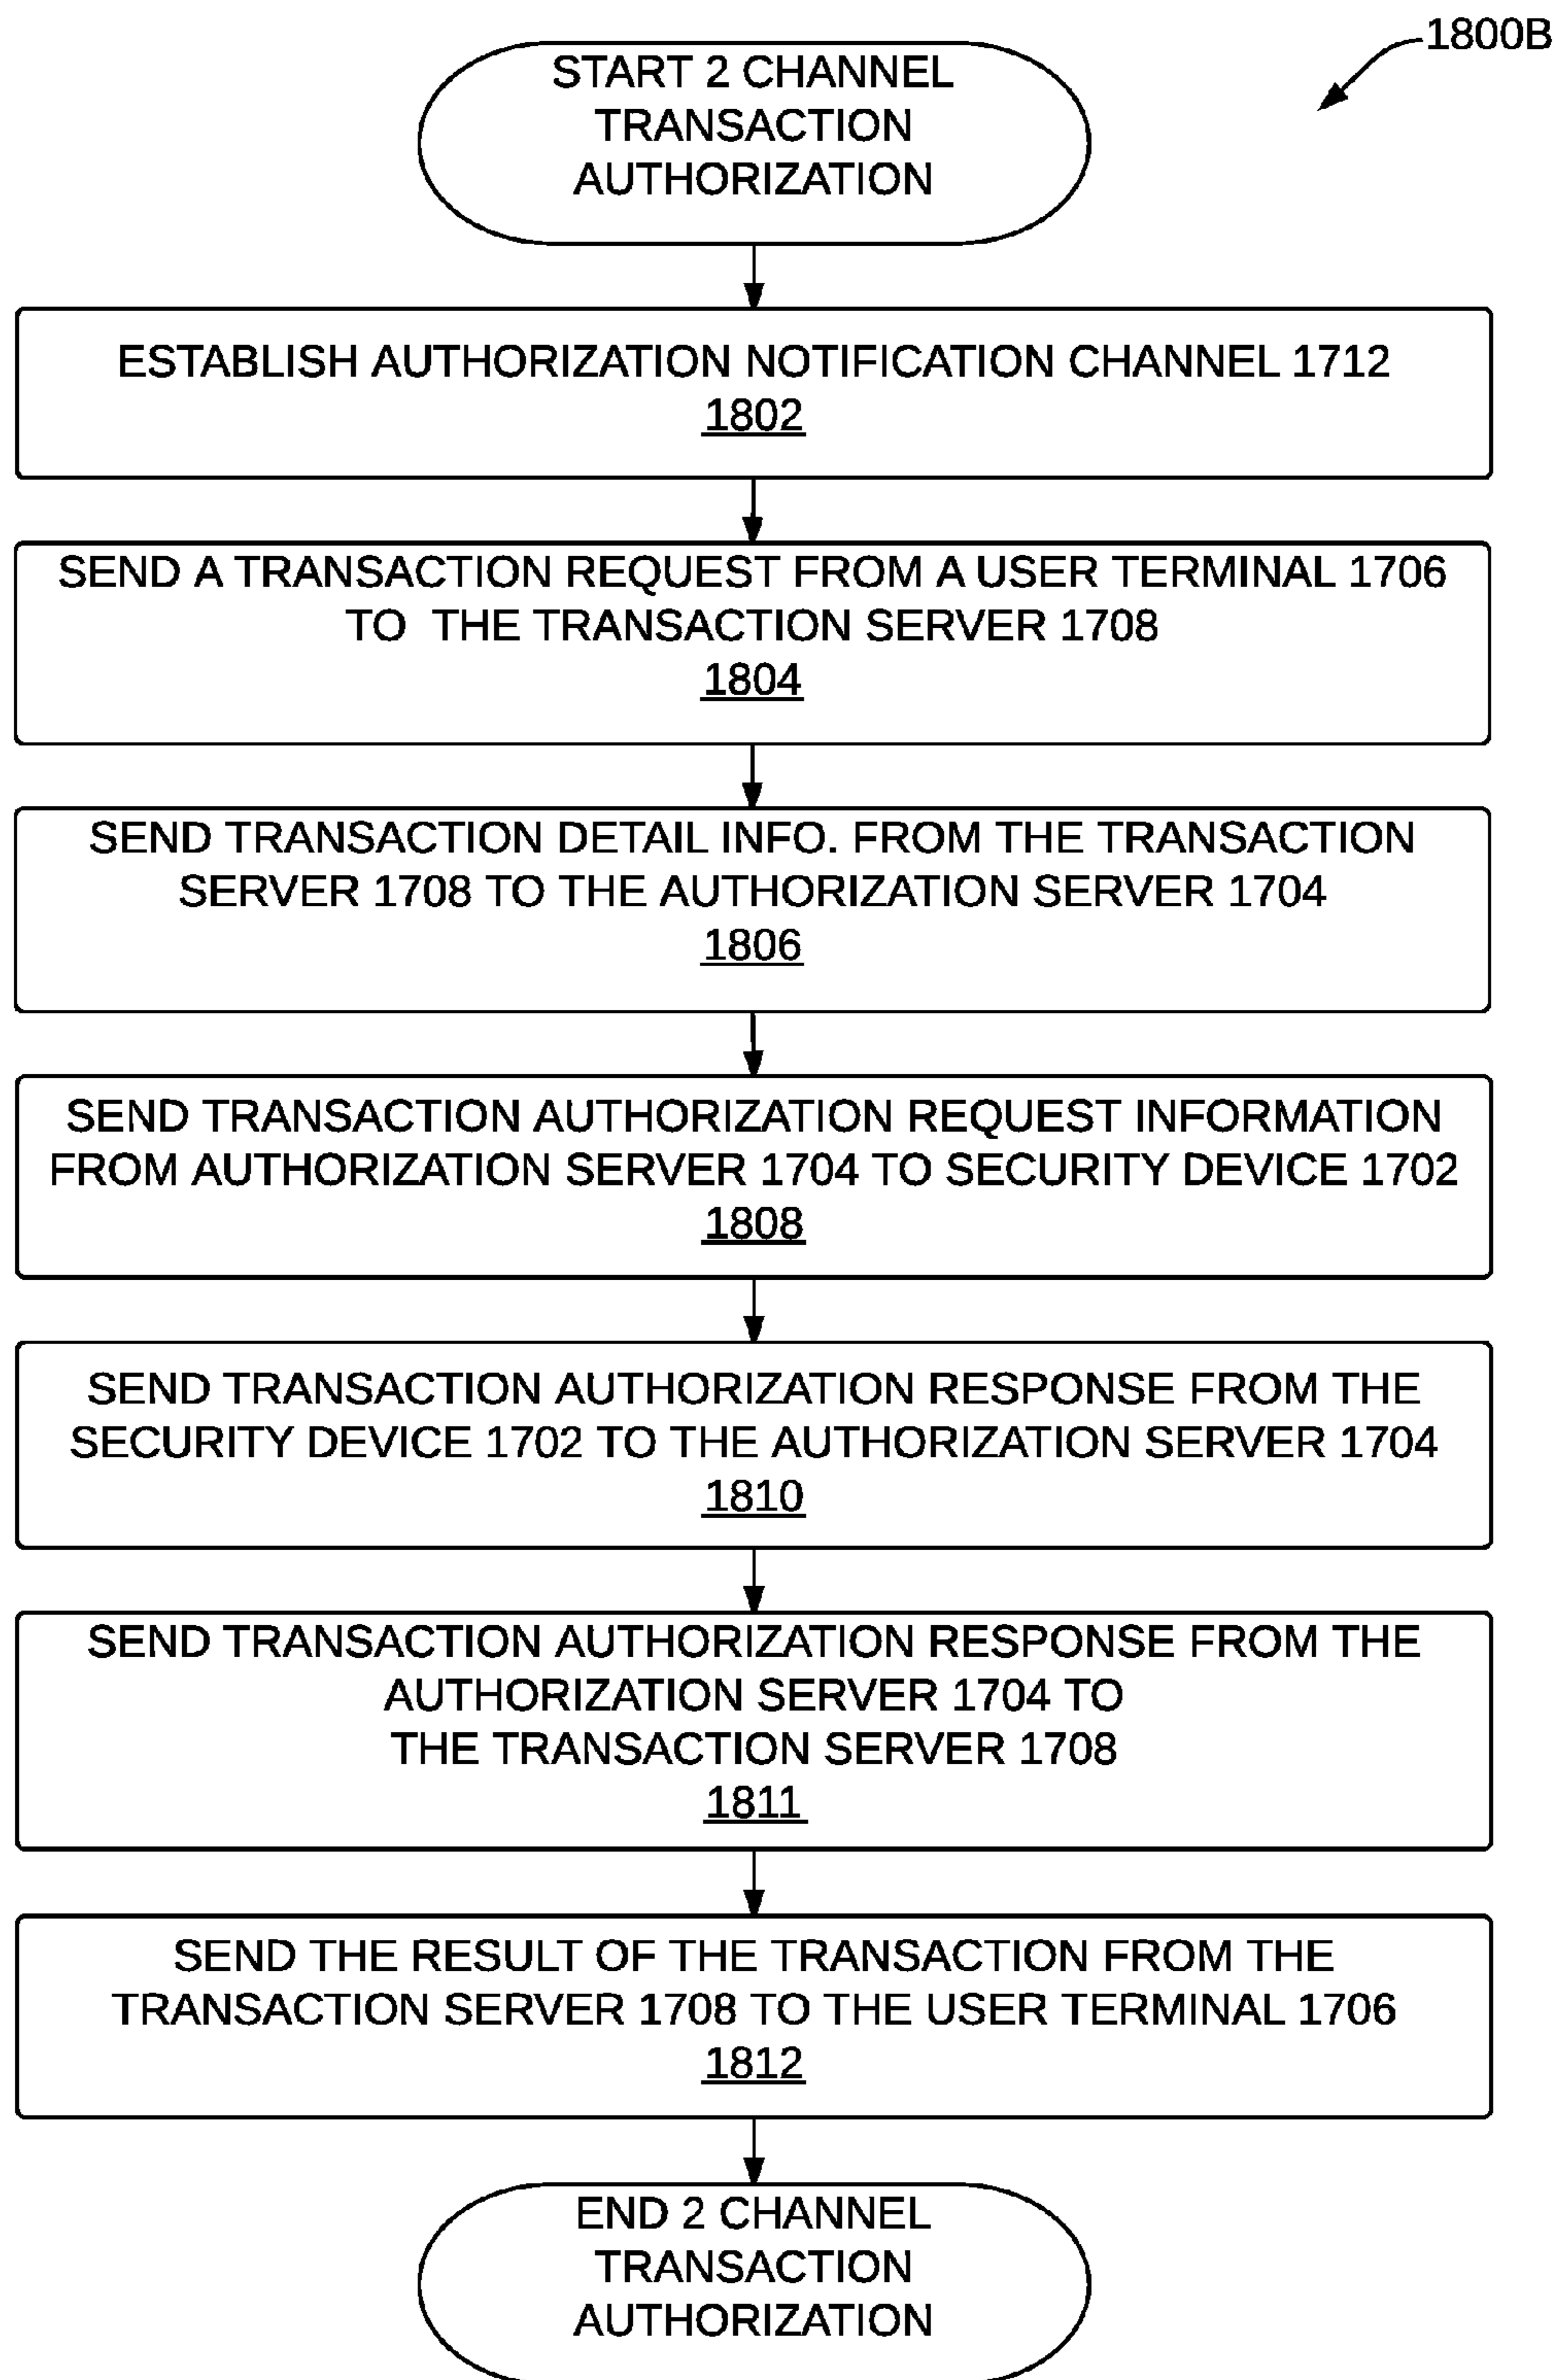 1800B
START 2 CHANNEL
TRANSACTION
AUTHORIZATION
ESTABLISH AUTHORIZATION NOTIFICATION CHANNEL 1712
1802
SEND A TRANSACTION REQUEST FROM A USER TERMINAL 1706
TO THE TRANSACTION SERVER 1708
1804
SEND TRANSACTION DETAIL INFO. FROM THE TRANSACTION
SERVER 1708 TO THE AUTHORIZATION SERVER 1704
1806
SEND TRANSACTION AUTHORIZATION REQUEST INFORMATION
FROM AUTHORIZATION SERVER 1704 TO SECURITY DEVICE 1702
1808
SEND TRANSACTION AUTHORIZATION RESPONSE FROM THE
SECURITY DEVICE 1702 TO THE AUTHORIZATION SERVER 1704
1810
SEND TRANSACTION AUTHORIZATION RESPONSE FROM THE
AUTHORIZATION SERVER 1704 TO
THE TRANSACTION SERVER 1708
1811
SEND THE RESULT OF THE TRANSACTION FROM THE
TRANSACTION SERVER 1708 TO THE USER TERMINAL 1706
1812
END 2 CHANNEL
TRANSACTION
AUTHORIZATION